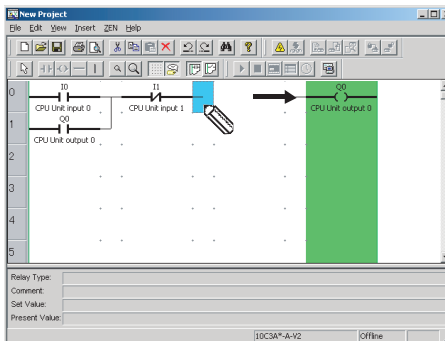 New Project
File Edit View Insert ZEN Help
0
I0
I1
Q0
CPU Unit input 0
CPU Unit input 1
CPU Unit output 0
1
Q0
CPU Unit output 0
2
3
4
5
Relay Type:
Comment:
Set Value:
Present Value:
10C3A*-A-V2
Offline